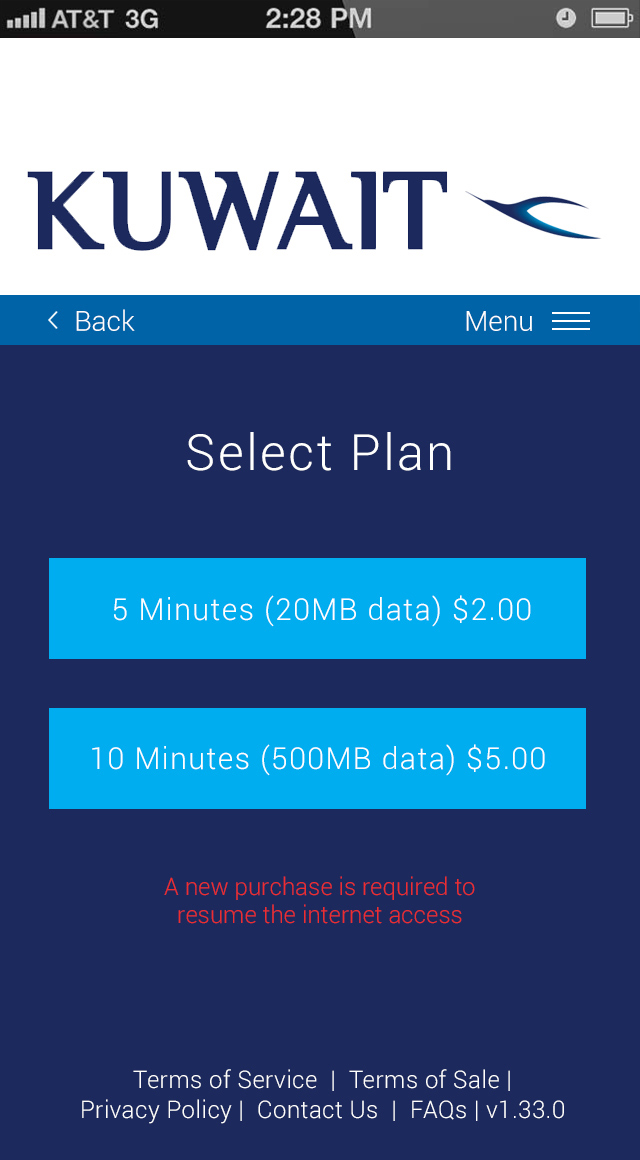 AT&T 3G 2:28 PM
KUWAIT
Back Menu
Select Plan
5 Minutes (20MB data) $2.00
10 Minutes (500MB data) $5.00
A new purchase is required to
resume the internet access
Terms of Service | Terms of Sale |
Privacy Policy | Contact Us | FAQs | v1.33.0